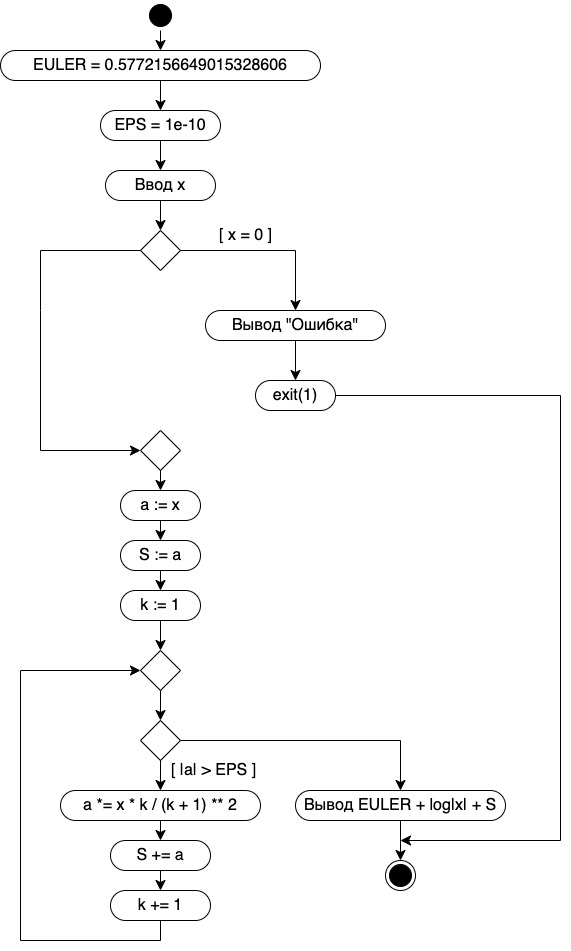 EULER = 0.5772156649015328606
EPS = 1e-10
Ввод x
[ x = 0 ]
Вывод "Ошибка"
exit(1)
a := x
S := a
k := 1
[ |a| > EPS ]
a *= x * k / (k + 1) ** 2
Вывод EULER + log|x| + S
S += a
k += 1